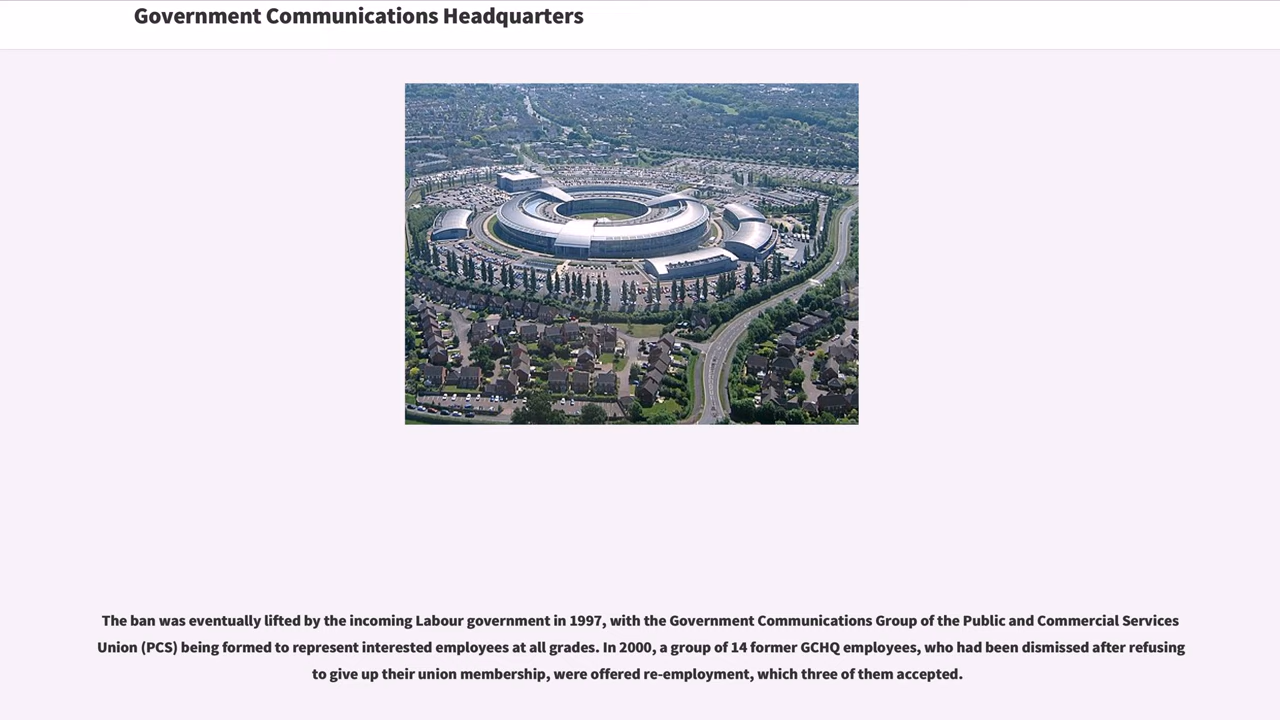 Government Communications Headquarters
The ban was eventually lifted by the incoming Labour government in 1997, with the Government Communications Group of the Public and Commercial Services
Union (PCS) being formed to represent interested employees at all grades. In 2000, a group of 14 former GCHQ employees, who had been dismissed after refusing
to give up their union membership, were offered re-employment, which three of them accepted.